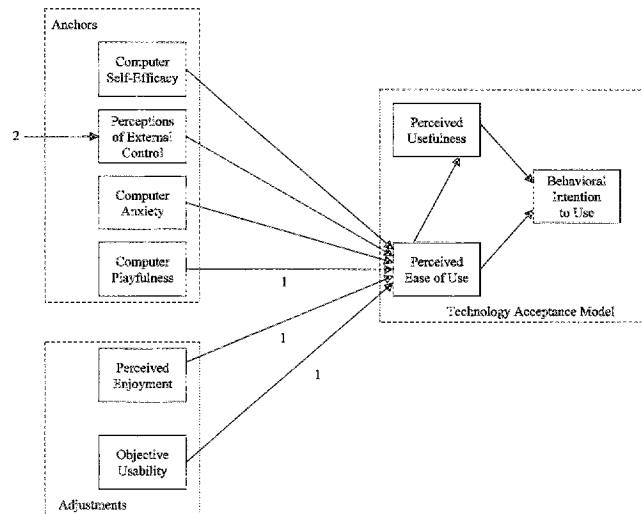 Anchors
Computer
Self-Efficacy
2
Perceptions
of External
Control
Computer
Anxiety
Computer
Playfulness
1
Perceived
Usefulness
Behavioral
Intention
to Use
Perceived
Ease of Use
Technology Acceptance Model
1
Perceived
Enjoyment
1
Objective
Usability
Adjustments